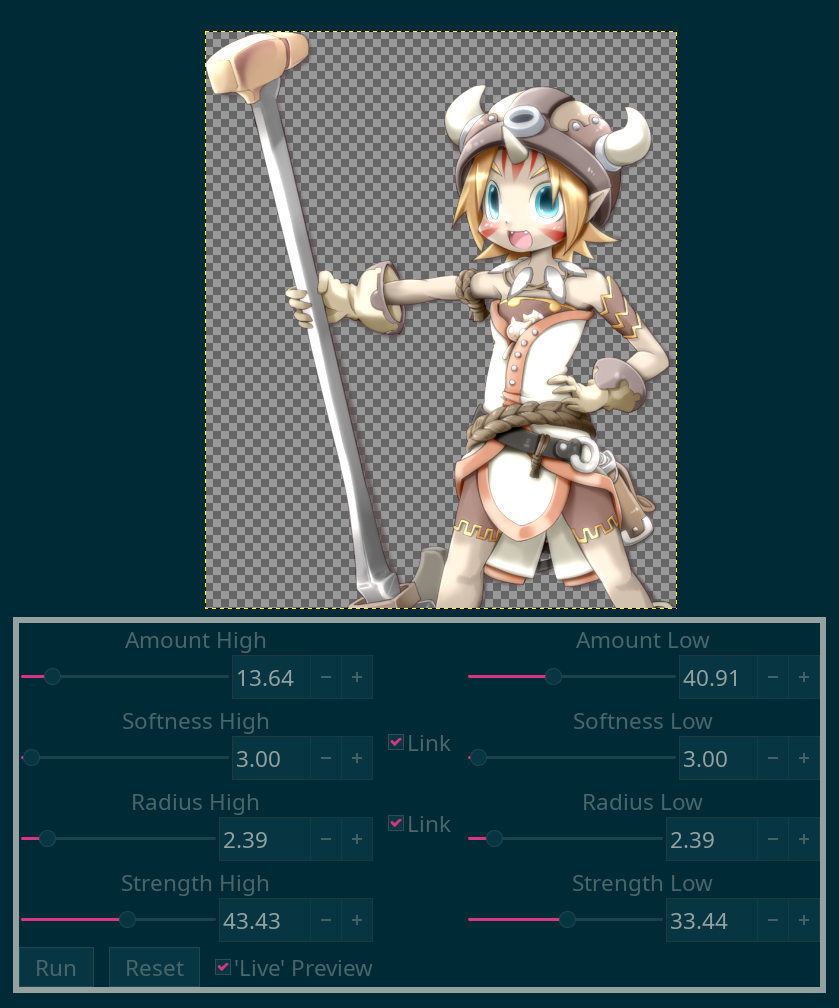 Amount High
Amount Low
13.64 − +
40.91 − +
Softness High
Softness Low
Link
3.00 − +
3.00 − +
Radius High
Radius Low
Link
2.39 − +
2.39 − +
Strength High
Strength Low
43.43 − +
33.44 − +
Run Reset 'Live' Preview